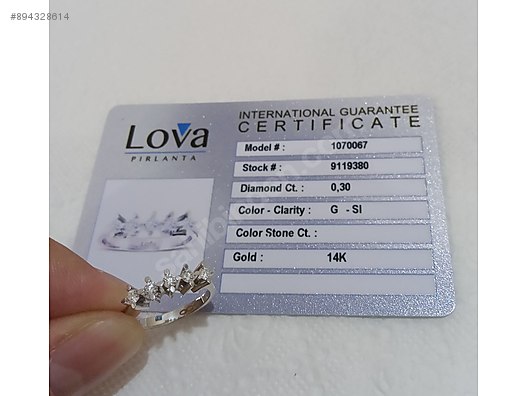 #894328614
INTERNATIONAL GUARANTEE
CERTIFICATE
Lova
PIRLANTA
Model # : 1070067
Stock # : 9119380
Diamond Ct. : 0,30
Color - Clarity : G - SI
Color Stone Ct. :
Gold : 14K